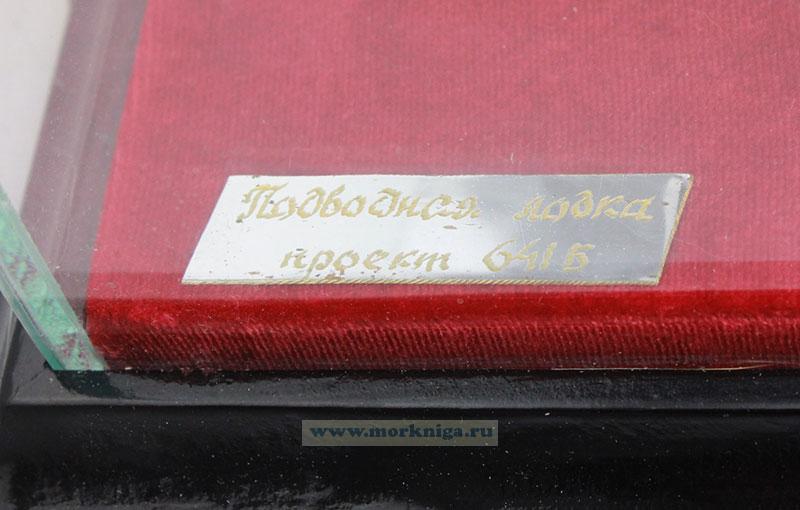 Подводная лодка
проект 641Б
www.morkniga.ru